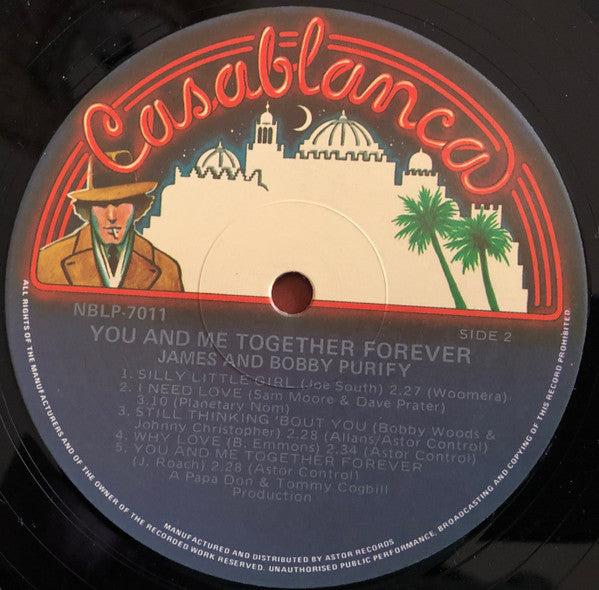 Casablanca
NBLP-7011
SIDE 2
YOU AND ME TOGETHER FOREVER
JAMES AND BOBBY PURIFY
1. SILLY LITTLE GIRL (Joe South) 2.27 (Woomera)
2. I NEED LOVE (Sam Moore & Dave Prater)
3.10 (Planetary Nom)
3. STILL THINKING 'BOUT YOU (Bobby Woods &
Johnny Christopher) 2.28 (Allans/Astor Control)
4. WHY LOVE (B. Emmons) 2.34 (Astor Control)
5. YOU AND ME TOGETHER FOREVER
(J. Roach) 2.28 (Astor Control)
A Papa Don & Tommy Cogbill
Production
MANUFACTURED AND DISTRIBUTED BY ASTOR RECORDS
ALL RIGHTS OF THE MANUFACTURERS AND OF THE OWNER OF THE RECORDED WORK RESERVED. UNAUTHORISED PUBLIC PERFORMANCE, BROADCASTING AND COPYING OF THIS RECORD PROHIBITED